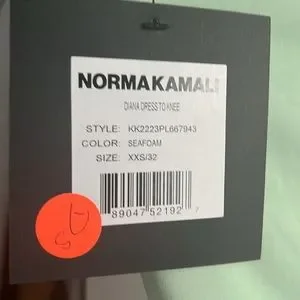 NORMAKAMALI
DIANA DRESS TO KNEE
STYLE: KK2223PL667943
COLOR: SEAFOAM
SIZE: XXS/32
89047 52192 7